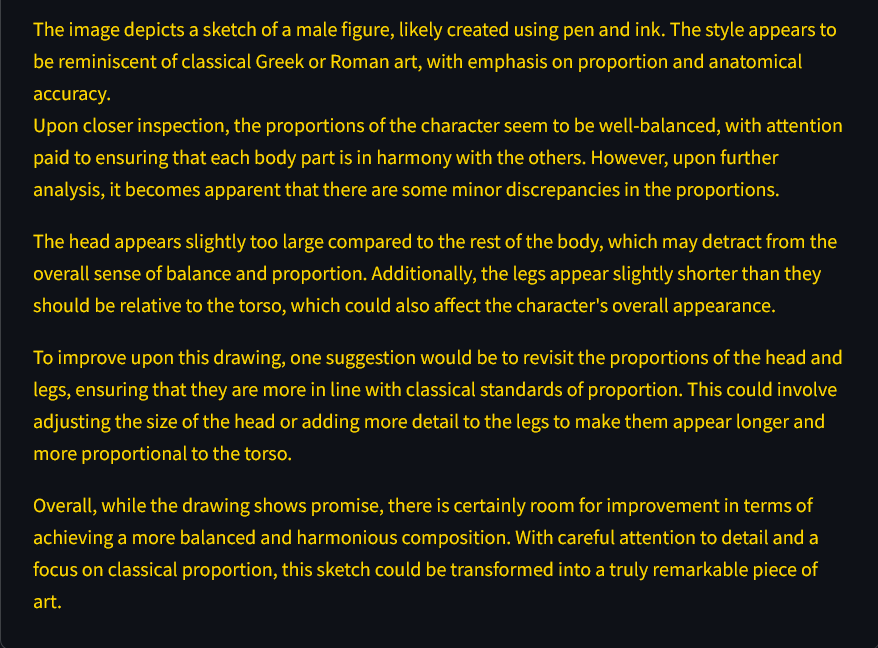 The image depicts a sketch of a male figure, likely created using pen and ink. The style appears to
be reminiscent of classical Greek or Roman art, with emphasis on proportion and anatomical
accuracy.
Upon closer inspection, the proportions of the character seem to be well-balanced, with attention
paid to ensuring that each body part is in harmony with the others. However, upon further
analysis, it becomes apparent that there are some minor discrepancies in the proportions.
The head appears slightly too large compared to the rest of the body, which may detract from the
overall sense of balance and proportion. Additionally, the legs appear slightly shorter than they
should be relative to the torso, which could also affect the character's overall appearance.
To improve upon this drawing, one suggestion would be to revisit the proportions of the head and
legs, ensuring that they are more in line with classical standards of proportion. This could involve
adjusting the size of the head or adding more detail to the legs to make them appear longer and
more proportional to the torso.
Overall, while the drawing shows promise, there is certainly room for improvement in terms of
achieving a more balanced and harmonious composition. With careful attention to detail and a
focus on classical proportion, this sketch could be transformed into a truly remarkable piece of
art.